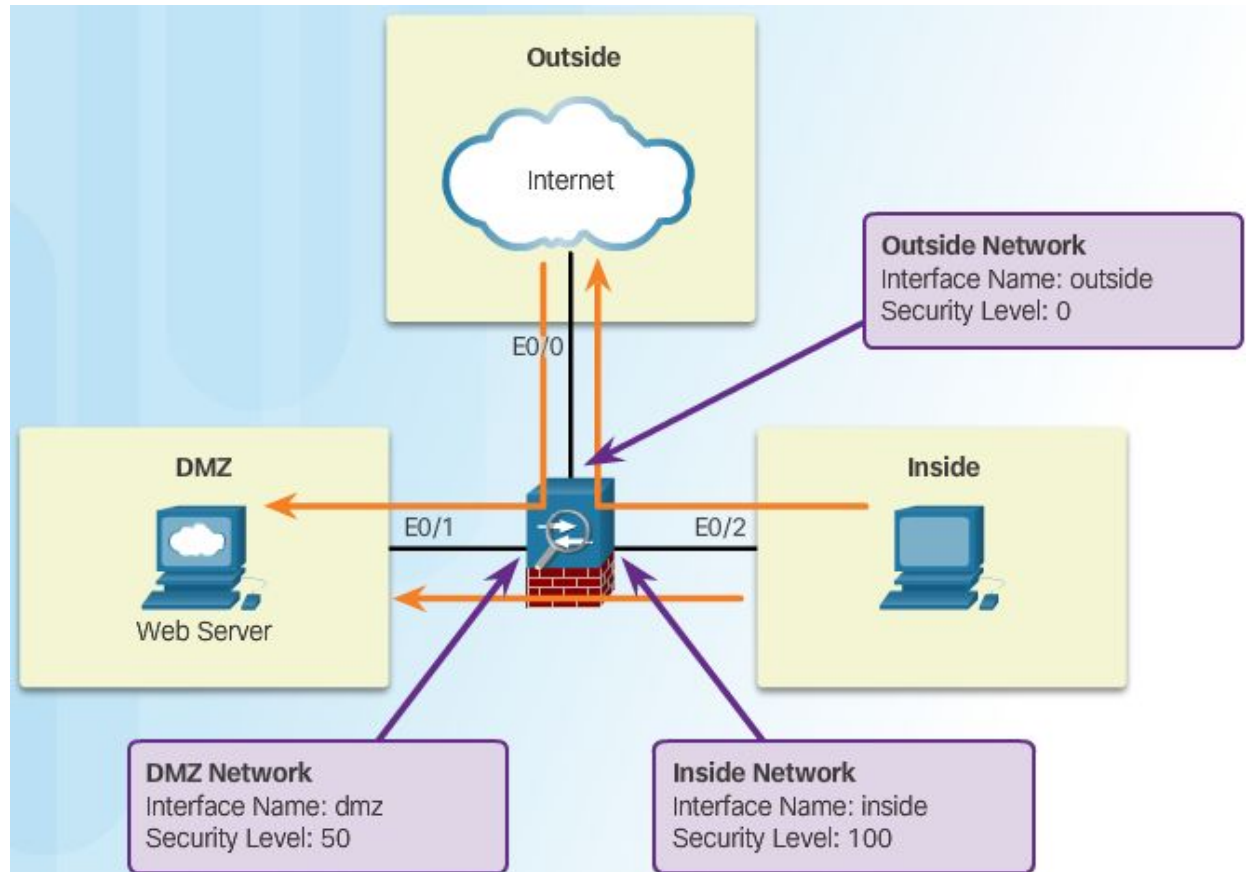 Outside
Internet
Outside Network
Interface Name: outside
Security Level: 0
E0/0
DMZ
Inside
E0/1
E0/2
Web Server
DMZ Network
Interface Name: dmz
Security Level: 50
Inside Network
Interface Name: inside
Security Level: 100